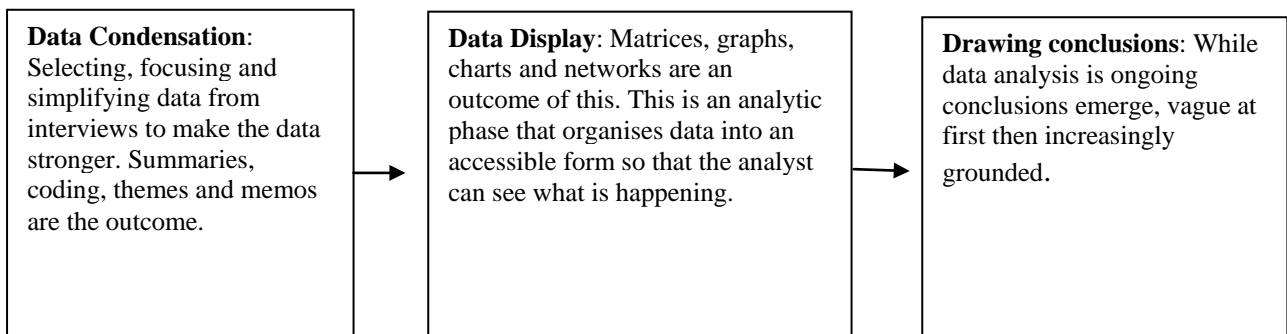 Data Condensation:
Selecting, focusing and
simplifying data from
interviews to make the data
stronger. Summaries,
coding, themes and memos
are the outcome.
Data Display: Matrices, graphs,
charts and networks are an
outcome of this. This is an analytic
phase that organises data into an
accessible form so that the analyst
can see what is happening.
Drawing conclusions: While
data analysis is ongoing
conclusions emerge, vague at
first then increasingly
grounded.